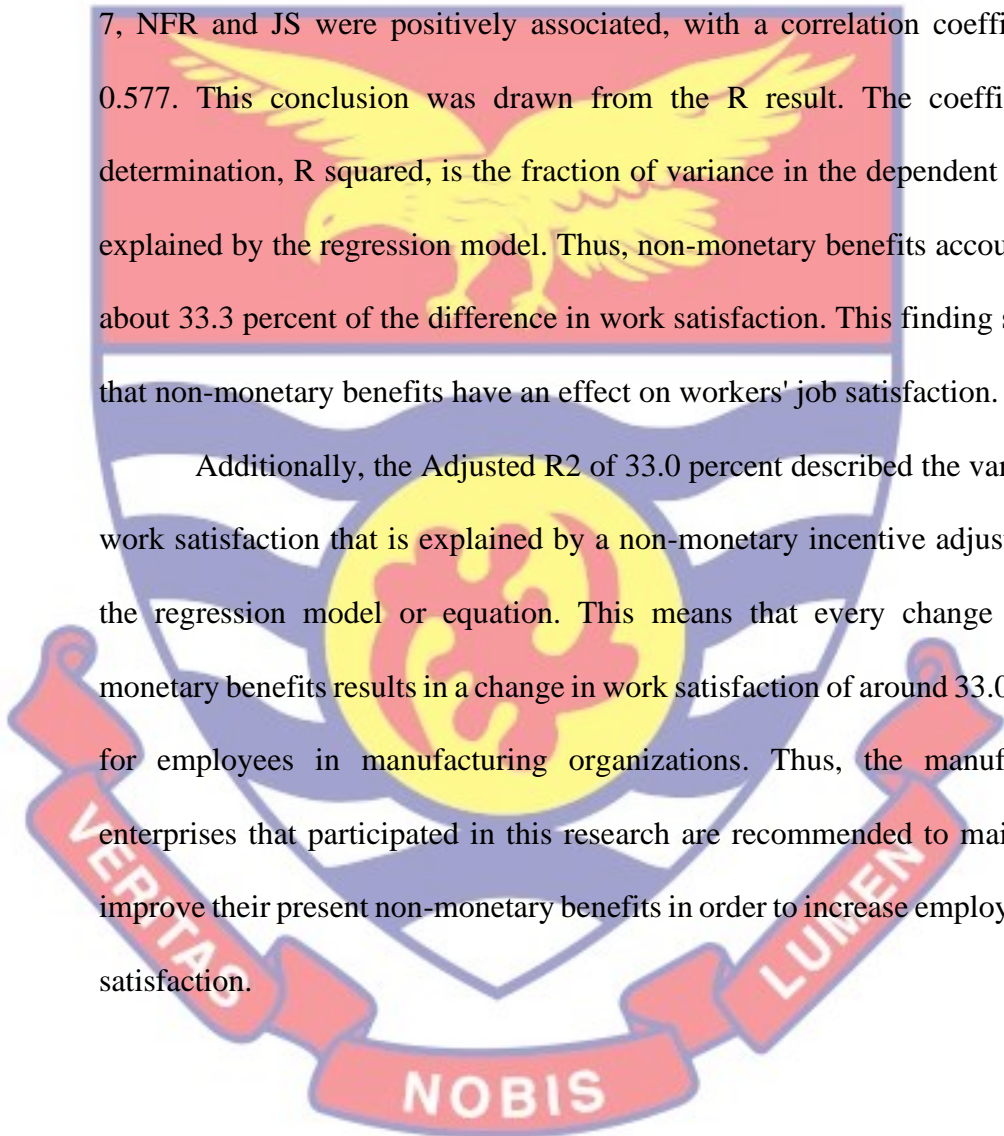 7, NFR and JS were positively associated, with a correlation coeffi
0.577. This conclusion was drawn from the R result. The coeffi
determination, R squared, is the fraction of variance in the dependent
explained by the regression model. Thus, non-monetary benefits accou
about 33.3 percent of the difference in work satisfaction. This finding s
that non-monetary benefits have an effect on workers' job satisfaction.
Additionally, the Adjusted R2 of 33.0 percent described the var
work satisfaction that is explained by a non-monetary incentive adjust
the regression model or equation. This means that every change
monetary benefits results in a change in work satisfaction of around 33.0
for employees in manufacturing organizations. Thus, the manuf
enterprises that participated in this research are recommended to mai
improve their present non-monetary benefits in order to increase employ
satisfaction.
VERITAS
NOBIS
LUMEN